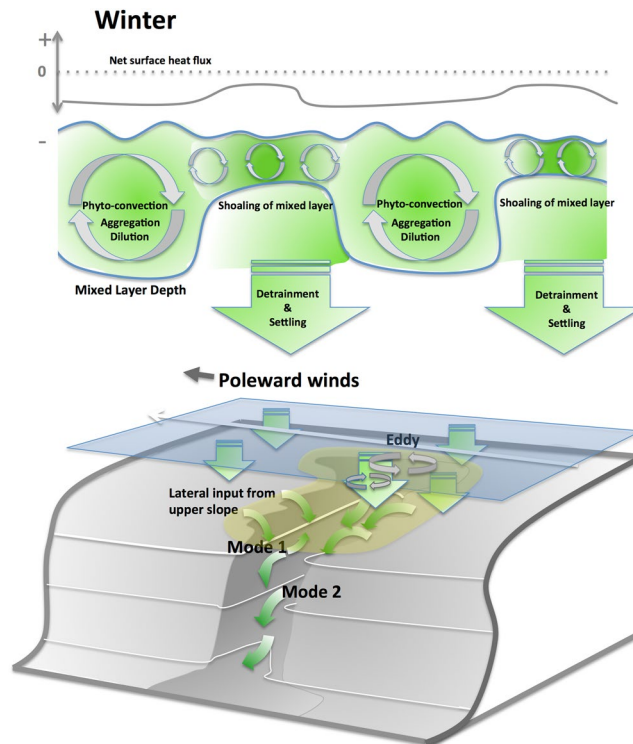 Winter
+
0
Net surface heat flux
-
Phyto-convection
Aggregation
Dilution
Shoaling of mixed layer
Phyto-convection
Aggregation
Dilution
Shoaling of mixed layer
Mixed Layer Depth
Detrainment
&
Settling
Detrainment
&
Settling
Poleward winds
Eddy
Lateral input from
upper slope
Mode 1
Mode 2